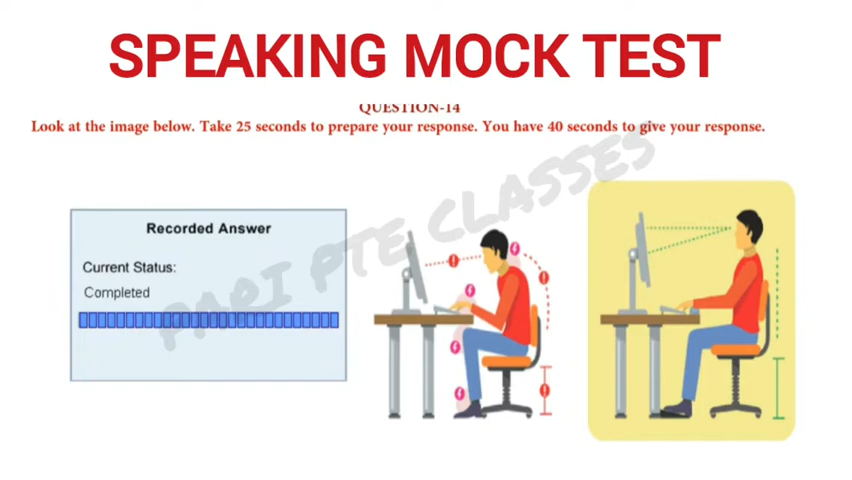 SPEAKING MOCK TEST
QUESTION-14
Look at the image below. Take 25 seconds to prepare your response. You have 40 seconds to give your response.
PARI PTE CLASSES
Recorded Answer
Current Status:
Completed